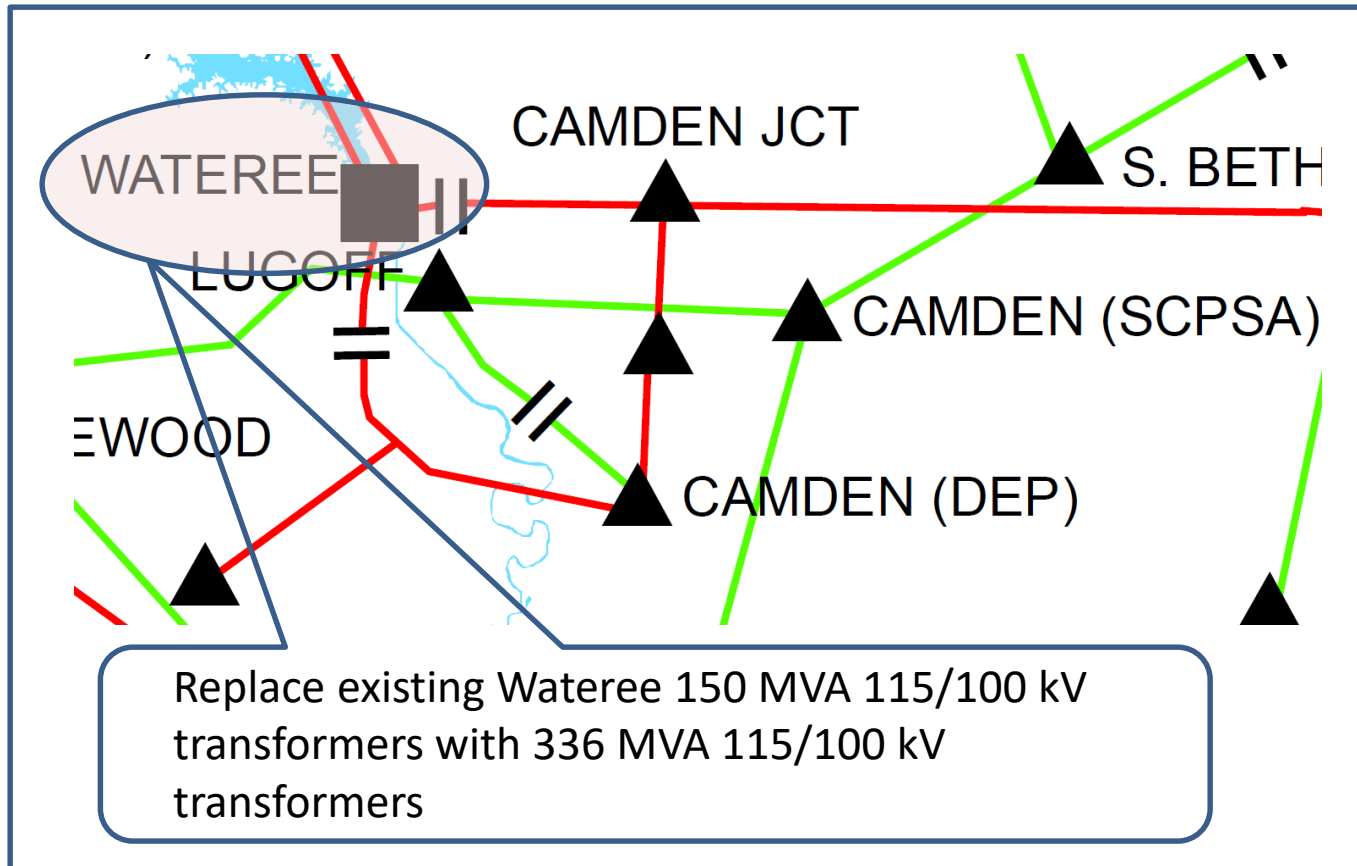 CAMDEN JCT
WATEREE
S. BETH
LUGOFF
CAMDEN (SCPSA)
EWOOD
CAMDEN (DEP)
Replace existing Wateree 150 MVA 115/100 kV
transformers with 336 MVA 115/100 kV
transformers